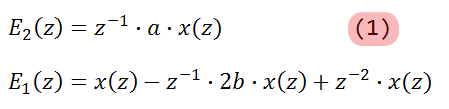 E₂(z) = z⁻¹ · a · x(z) (1)
E₁(z) = x(z) − z⁻¹ · 2b · x(z) + z⁻² · x(z)